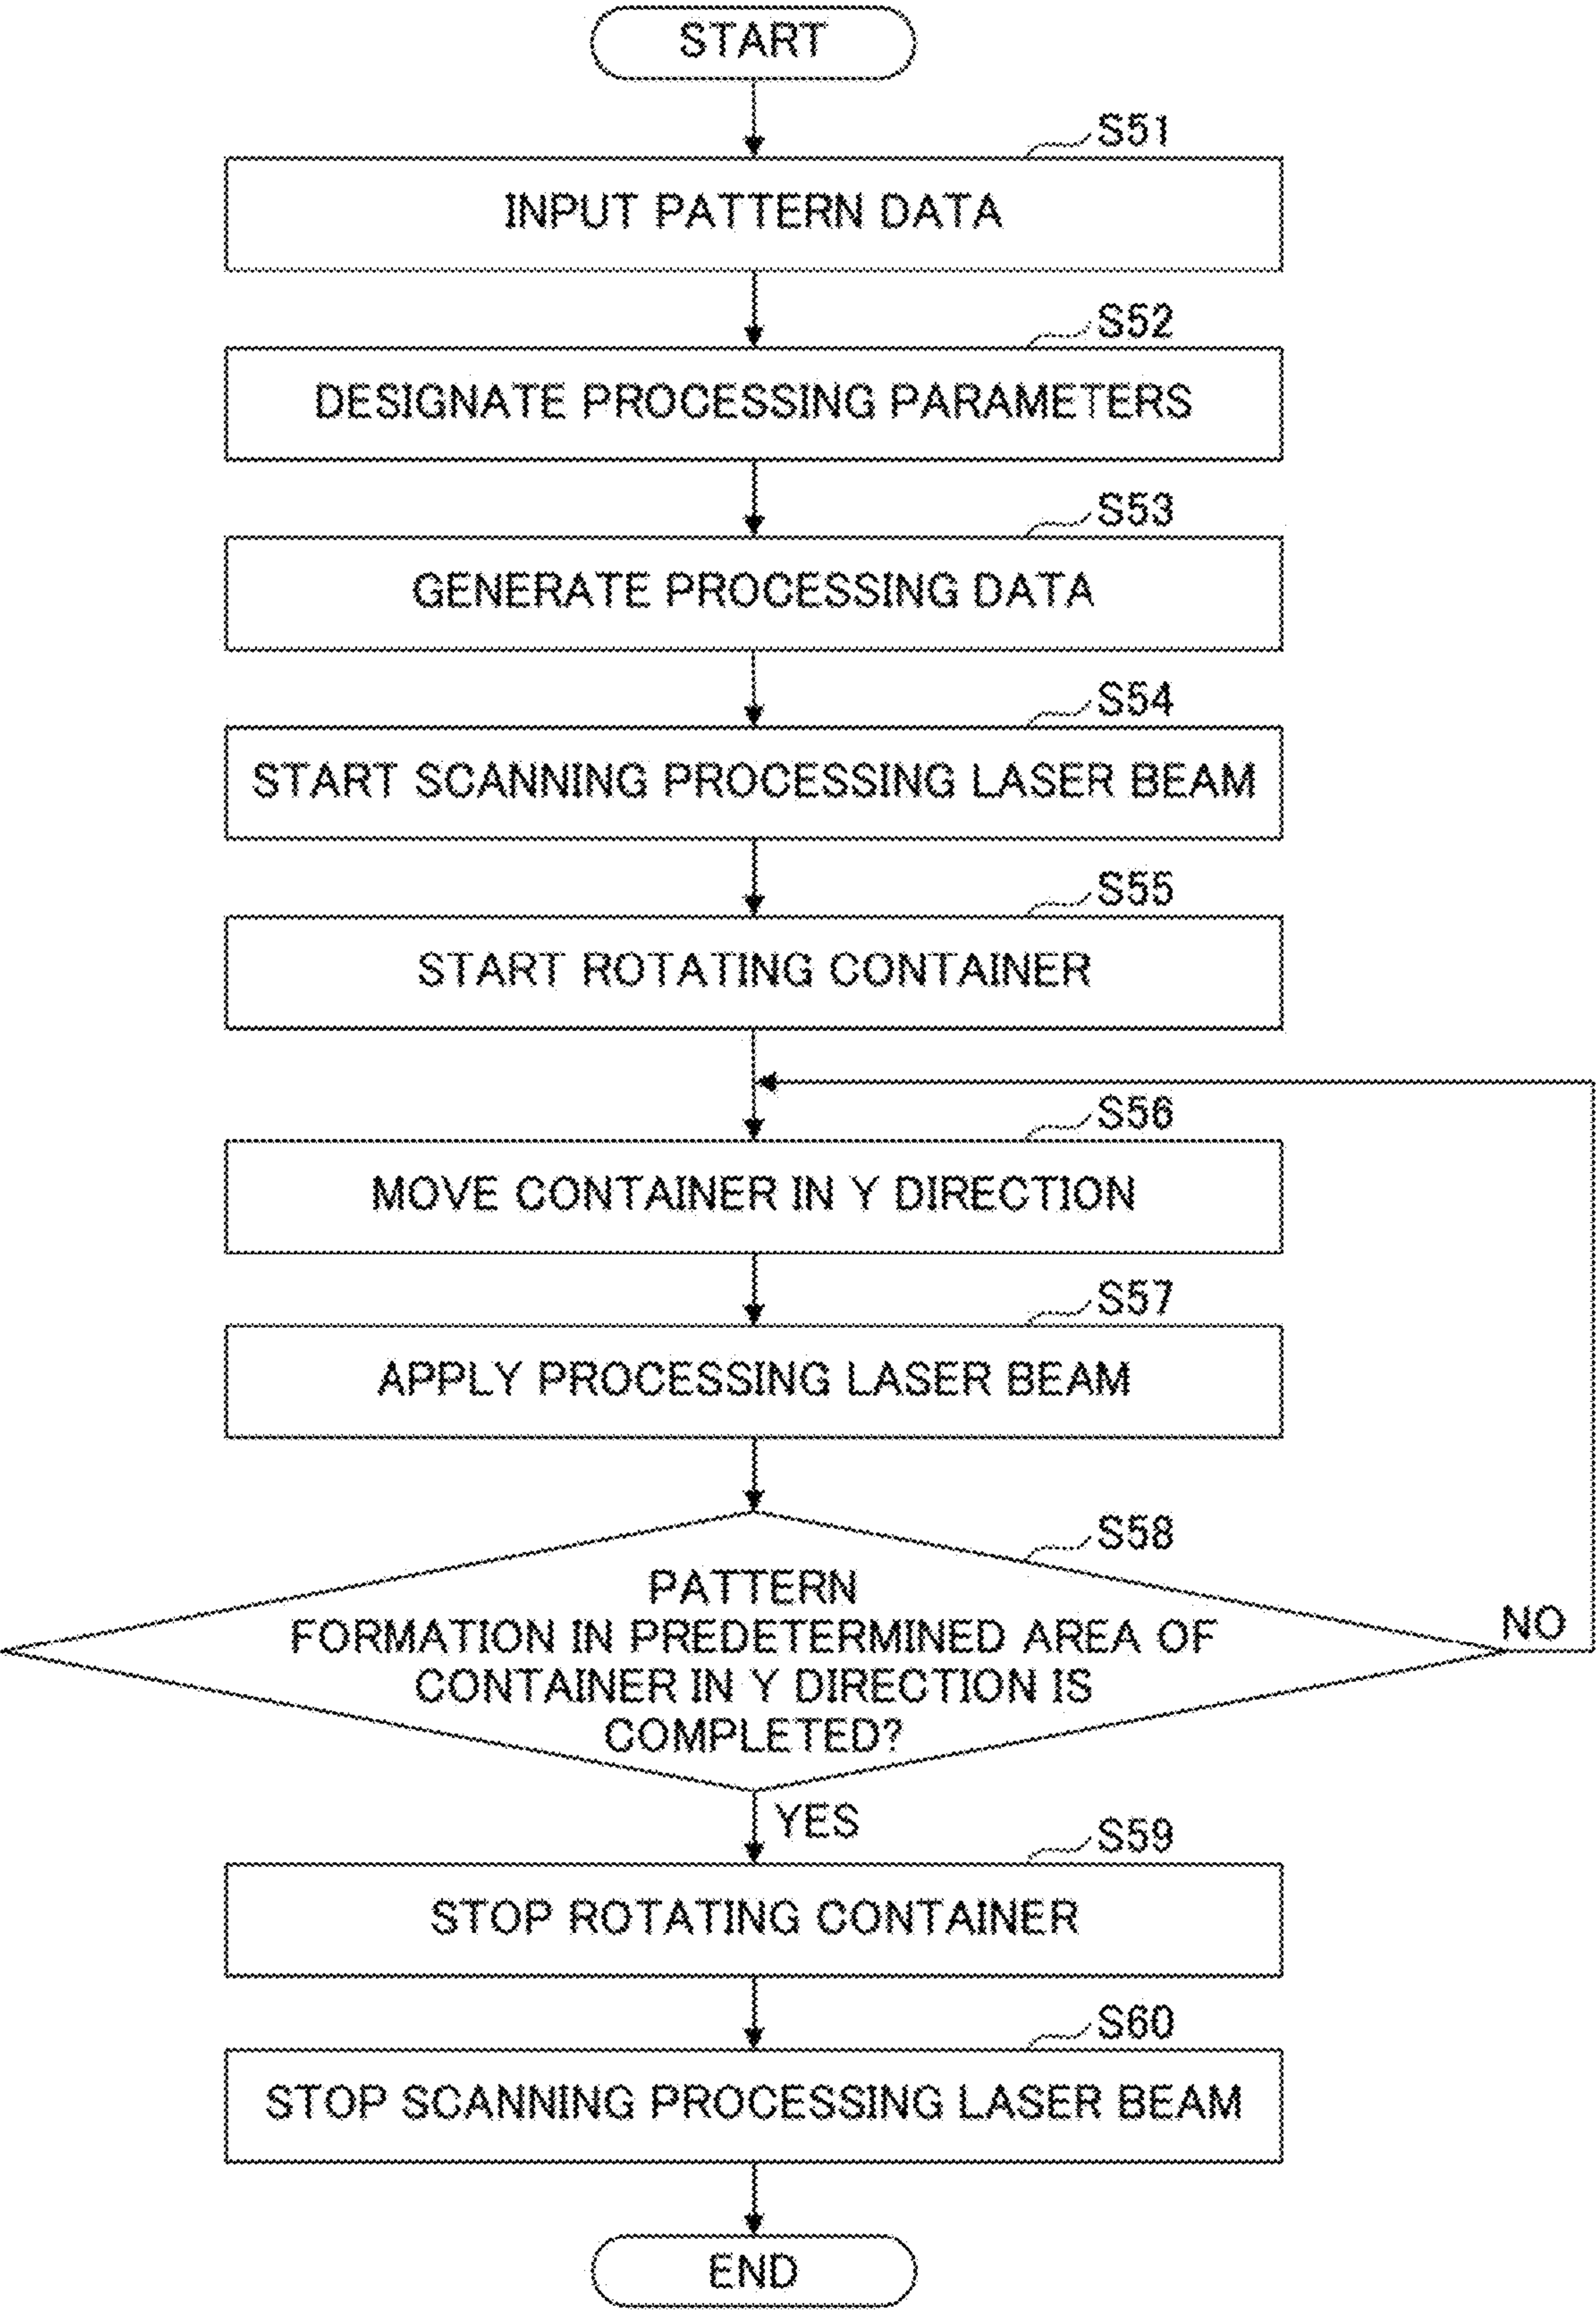 START
S51
INPUT PATTERN DATA
S52
DESIGNATE PROCESSING PARAMETERS
S53
GENERATE PROCESSING DATA
S54
START SCANNING PROCESSING LASER BEAM
S55
START ROTATING CONTAINER
S56
MOVE CONTAINER IN Y DIRECTION
S57
APPLY PROCESSING LASER BEAM
S58
PATTERN
FORMATION IN PREDETERMINED AREA OF
CONTAINER IN Y DIRECTION IS
COMPLETED?
NO
YES
S59
STOP ROTATING CONTAINER
S60
STOP SCANNING PROCESSING LASER BEAM
END